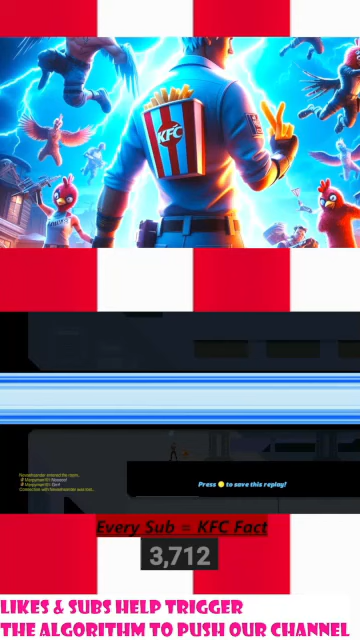 KFC
Press to save this replay!
Every Sub = KFC Fact
3,712
LIKES & SUBS HELP TRIGGER
THE ALGORITHM TO PUSH OUR CHANNEL